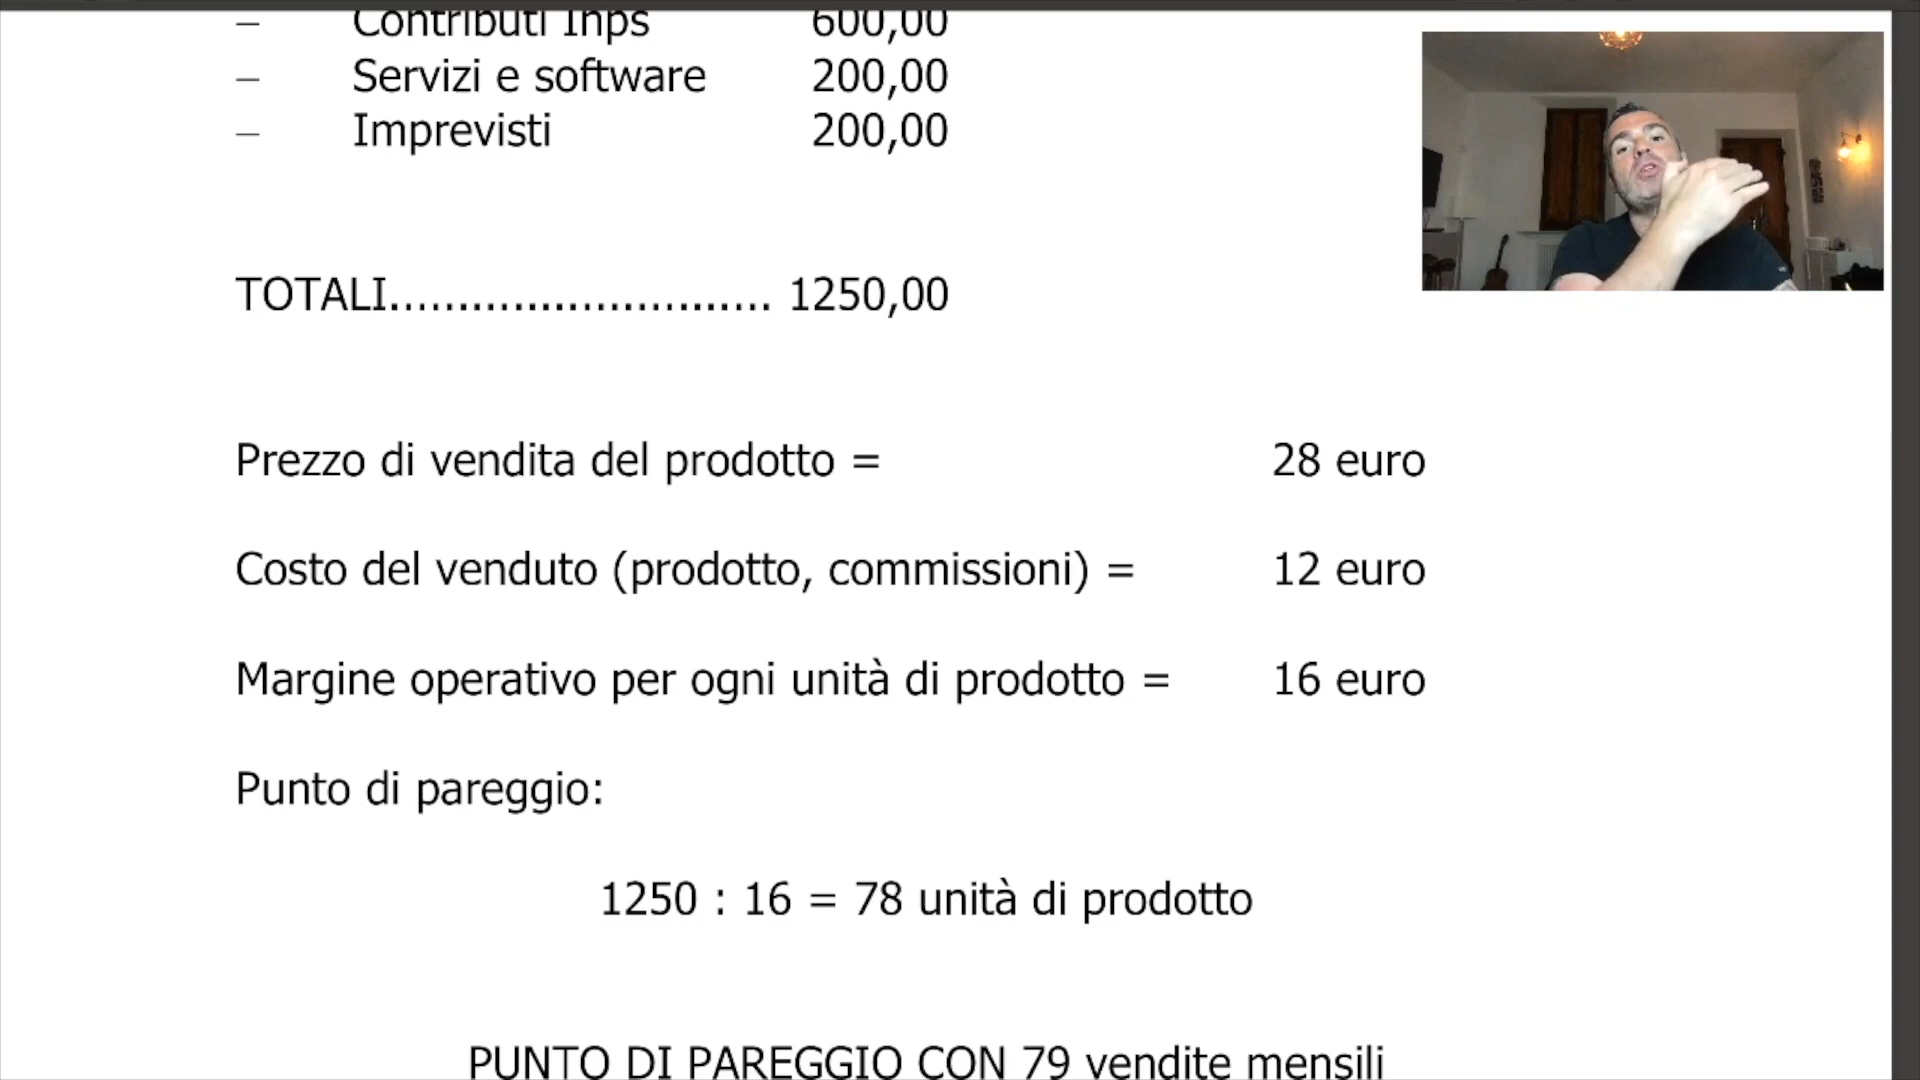 – Contributi Inps 600,00
– Servizi e software 200,00
– Imprevisti 200,00
TOTALI............................ 1250,00
Prezzo di vendita del prodotto = 28 euro
Costo del venduto (prodotto, commissioni) = 12 euro
Margine operativo per ogni unità di prodotto = 16 euro
Punto di pareggio:
1250 : 16 = 78 unità di prodotto
PUNTO DI PAREGGIO CON 79 vendite mensili